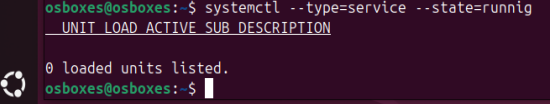 osboxes@osboxes:~$ systemctl --type=service --state=runnig
UNIT LOAD ACTIVE SUB DESCRIPTION
0 loaded units listed.
osboxes@osboxes:~$